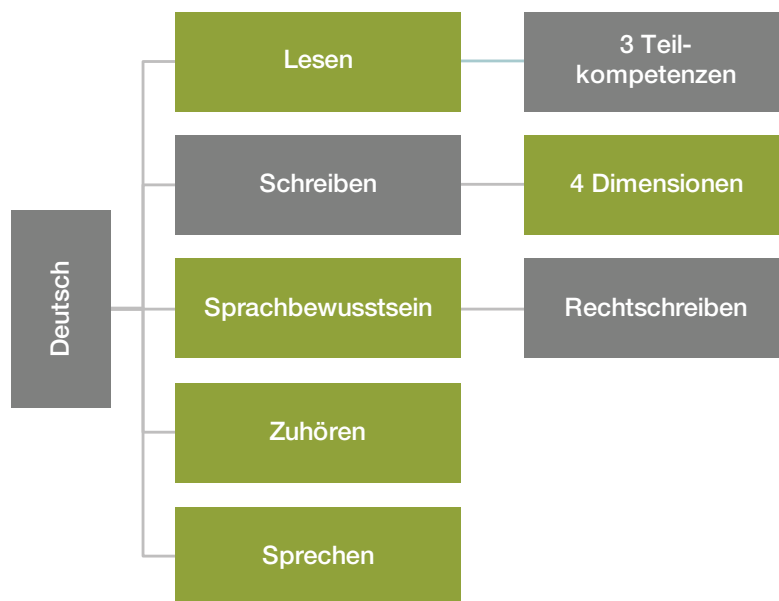 Deutsch
Lesen
3 Teil-
kompetenzen
Schreiben
4 Dimensionen
Sprachbewusstsein
Rechtschreiben
Zuhören
Sprechen